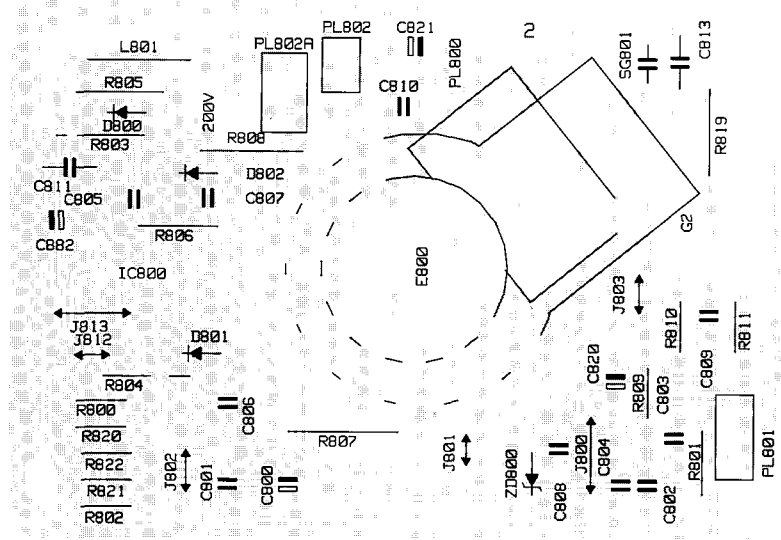 PL802
C821
2
C813
L801
PL802A
PL800
SG801
R805
C810
200V
D800
R819
R803
R808
C811
D802
C805
C807
C882
R806
G2
IC800
E800
J803
J813
J812
D801
R810
R811
C820
C809
R804
R809
C803
R800
C806
R820
R807
J801
J800
C804
R801
PL801
R822
J802
C801
C800
ZD800
C808
C802
R821
R802